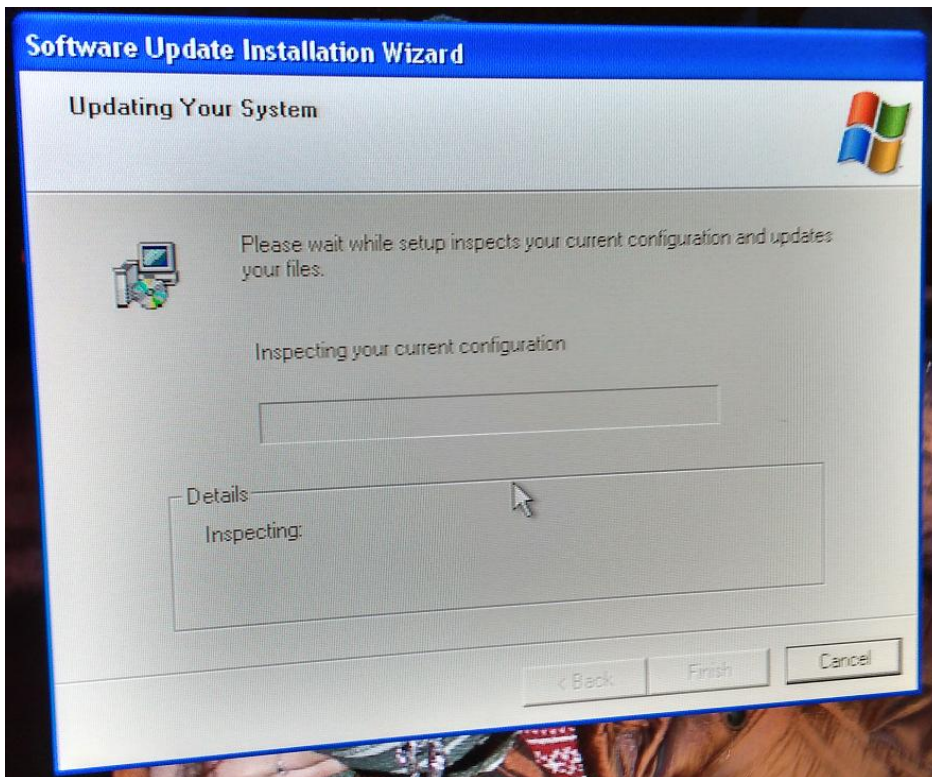 Software Update Installation Wizard
Updating Your System
Please wait while setup inspects your current configuration and updates
your files.
Inspecting your current configuration
Details
Inspecting:
< Back
Finish
Cancel